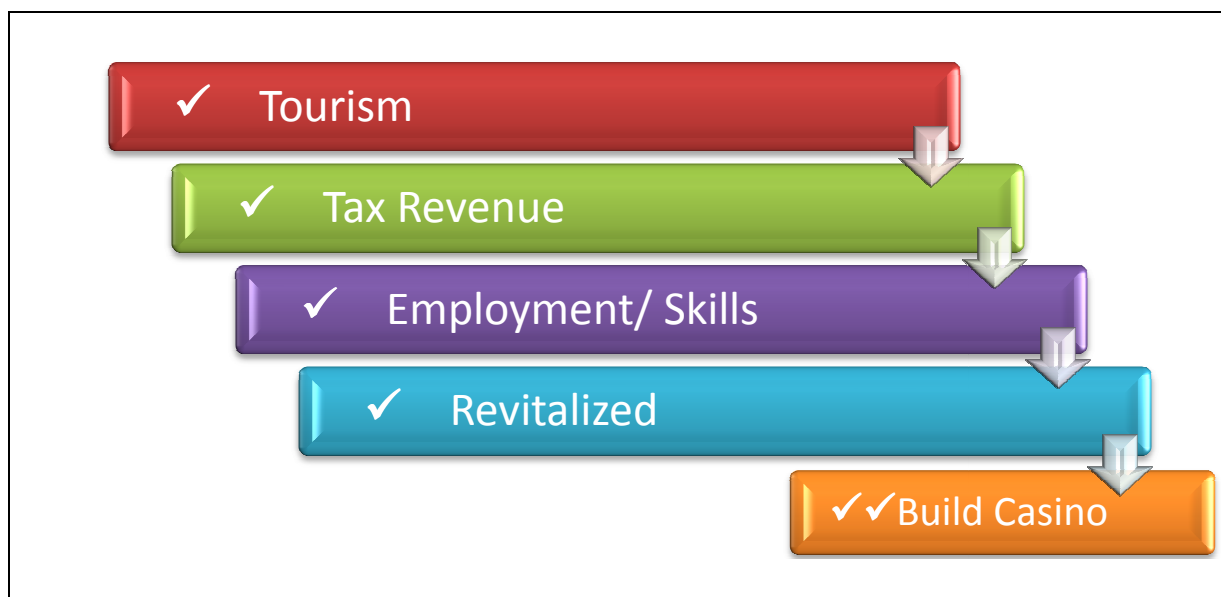 ✓ Tourism
✓ Tax Revenue
✓ Employment/ Skills
✓ Revitalized
✓✓Build Casino